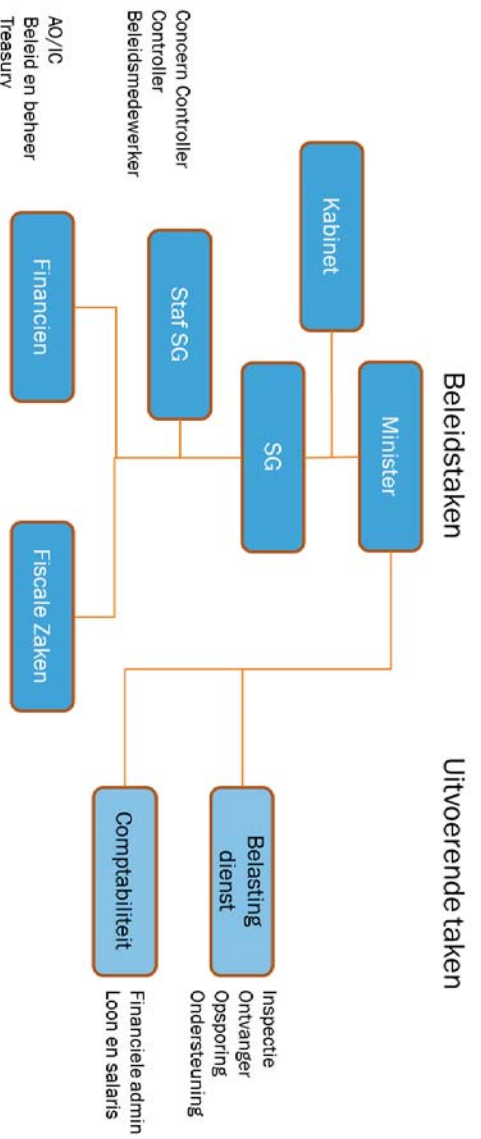 Beleidstaken
Uitvoerende taken
Minister
Kabinet
SG
Staf SG
Concern Controller
Controller
Beleidsmedewerker
Financien
Fiscale Zaken
AO/IC
Beleid en beheer
Treasury
Belasting
dienst
Inspectie
Ontvanger
Opsporing
Ondersteuning
Comptabiliteit
Financiele admin
Loon en salaris